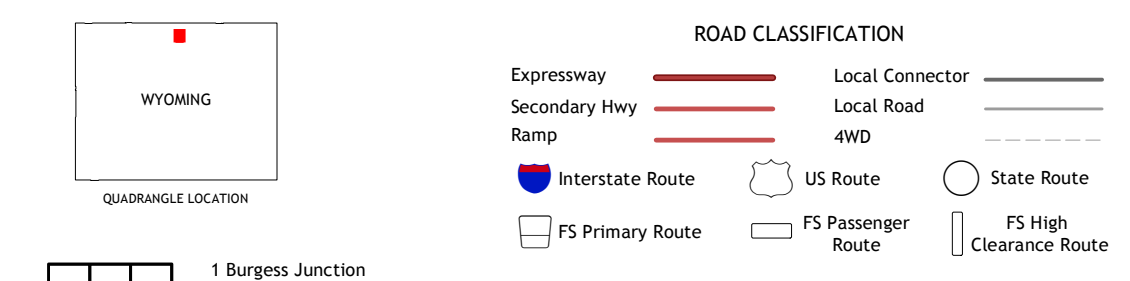 WYOMING
QUADRANGLE LOCATION
1 Burgess Junction
ROAD CLASSIFICATION
Expressway
Local Connector
Secondary Hwy
Local Road
Ramp
4WD
Interstate Route
US Route
State Route
FS Primary Route
FS Passenger
Route
FS High
Clearance Route